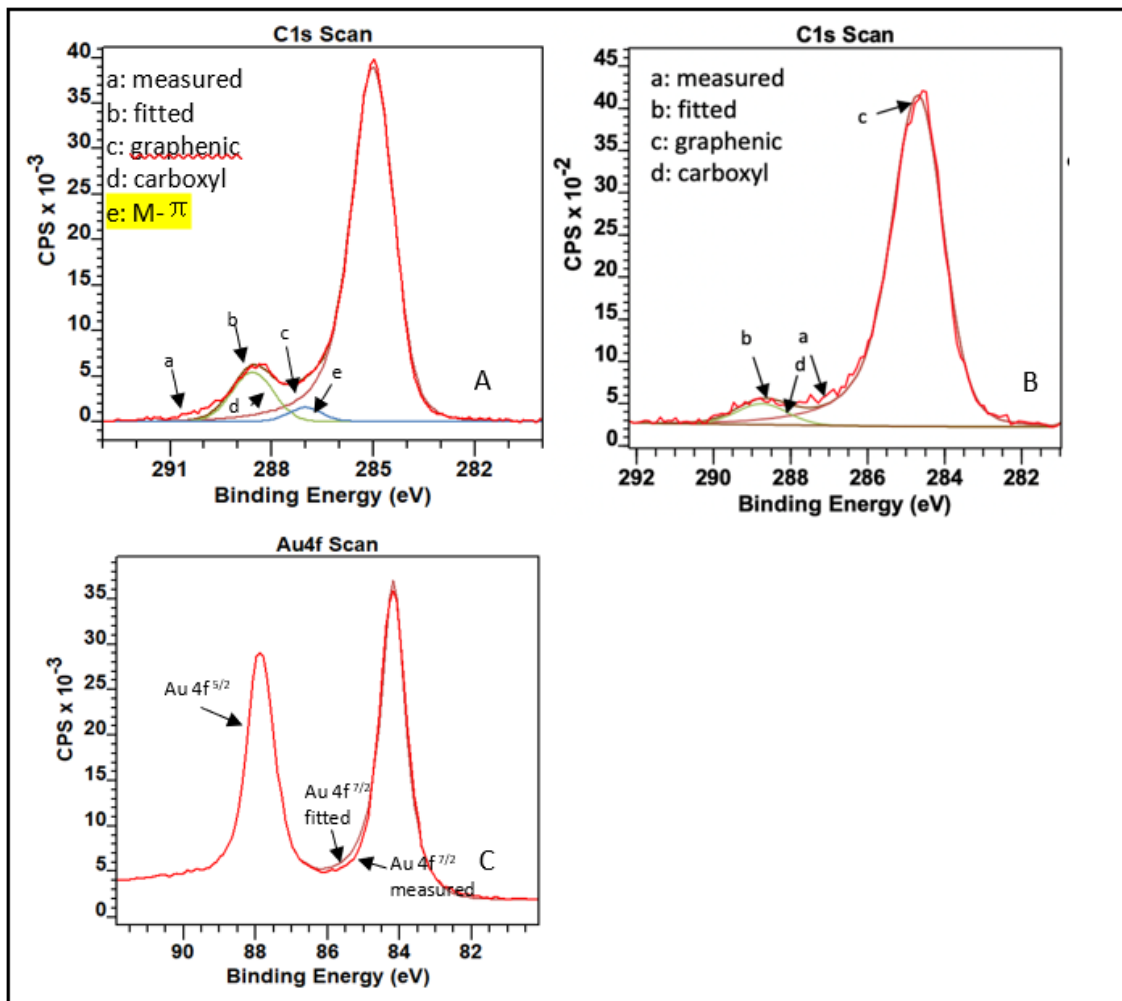 C1s Scan
a: measured
b: fitted
c: graphenic
d: carboxyl
e: M- π
CPS x 10-3
40
35
30
25
20
15
10
5
0
b
a
c
d
e
A
291 288 285 282
Binding Energy (eV)
C1s Scan
a: measured
b: fitted
c: graphenic
d: carboxyl
CPS x 10-2
45
40
35
30
25
20
15
10
5
0
c
b
d
a
B
292 290 288 286 284 282
Binding Energy (eV)
Au4f Scan
CPS x 10-3
35
30
25
20
15
10
5
0
Au 4f 5/2
Au 4f 7/2
fitted
Au 4f 7/2
measured
C
90 88 86 84 82
Binding Energy (eV)